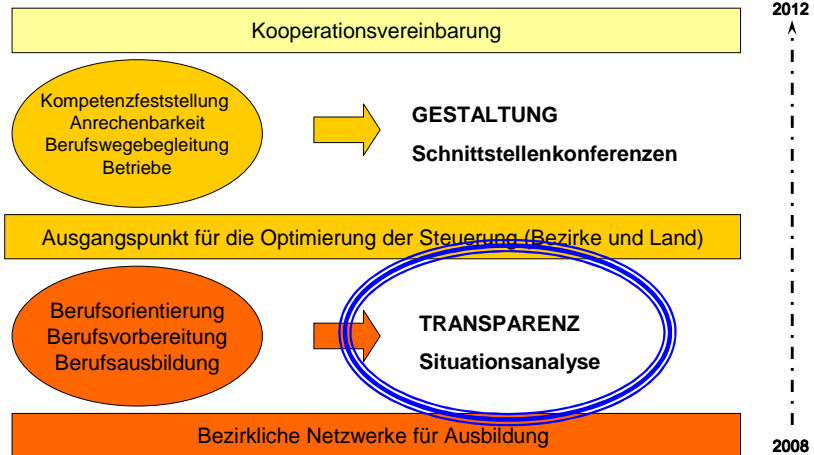 2012
Kooperationsvereinbarung
Kompetenzfeststellung
Anrechenbarkeit
Berufswegebegleitung
Betriebe
GESTALTUNG
Schnittstellenkonferenzen
Ausgangspunkt für die Optimierung der Steuerung (Bezirke und Land)
Berufsorientierung
Berufsvorbereitung
Berufsausbildung
TRANSPARENZ
Situationsanalyse
Bezirkliche Netzwerke für Ausbildung
2008